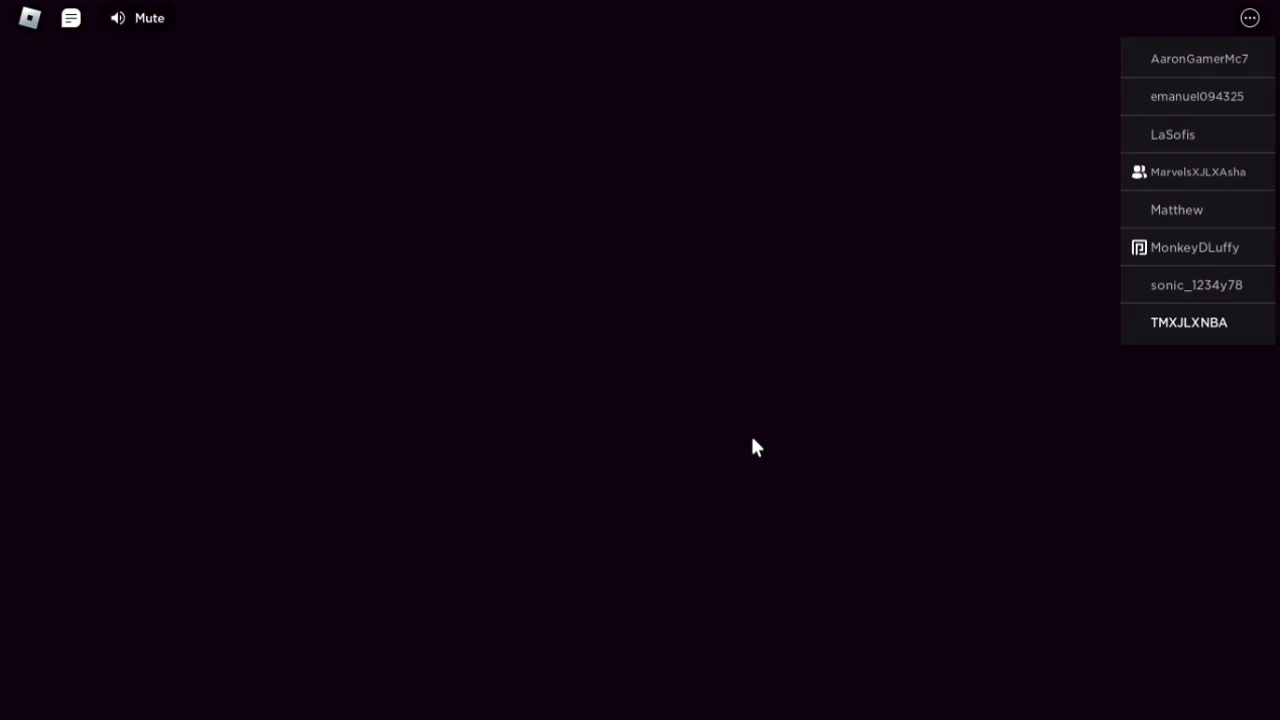 Mute
AaronGamerMc7
emanuel094325
LaSofis
MarvelsXJLXAsha
Matthew
MonkeyDLuffy
sonic_1234y78
TMXJLXNBA